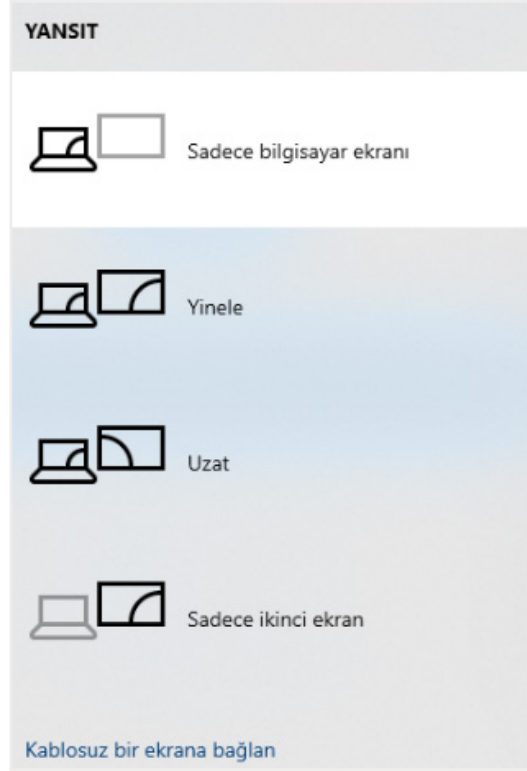 YANSIT
Sadece bilgisayar ekranı
Yinele
Uzat
Sadece ikinci ekran
Kablosuz bir ekrana bağlan